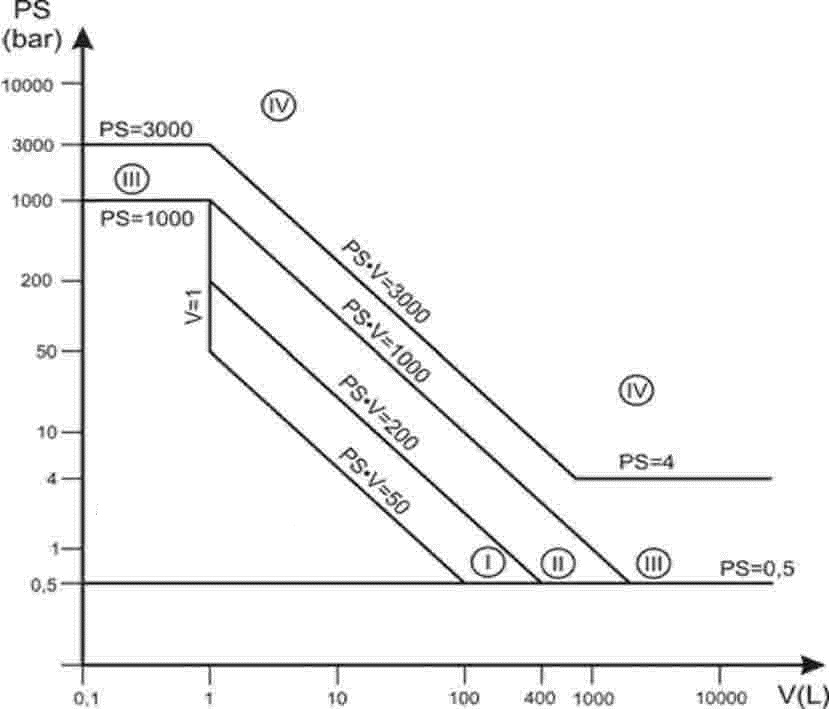 PS
(bar)
10000
IV
PS=3000
3000
III
1000
PS=1000
PS•V=3000
200
V=1
PS•V=1000
50
IV
PS•V=200
10
PS=4
4
PS•V=50
1
I
II
III
PS=0,5
0,5
0,1
1
10
100
400
1000
10000
V(L)